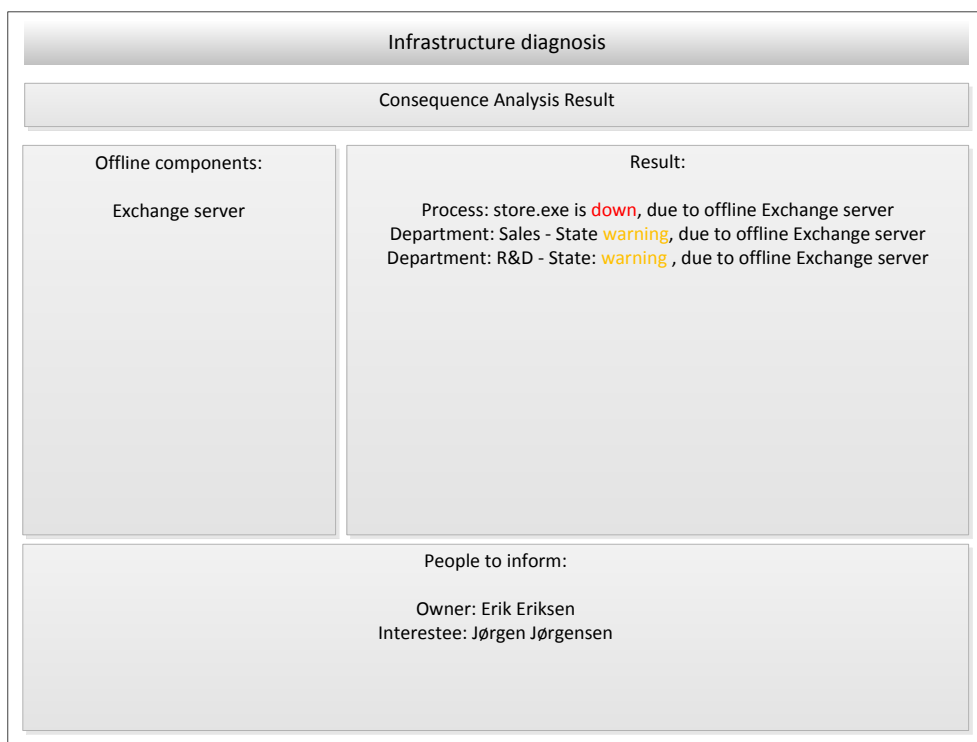 Infrastructure diagnosis
Consequence Analysis Result
Offline components:
Exchange server
Result:
Process: store.exe is down, due to offline Exchange server
Department: Sales - State warning, due to offline Exchange server
Department: R&D - State: warning , due to offline Exchange server
People to inform:
Owner: Erik Eriksen
Interestee: Jørgen Jørgensen